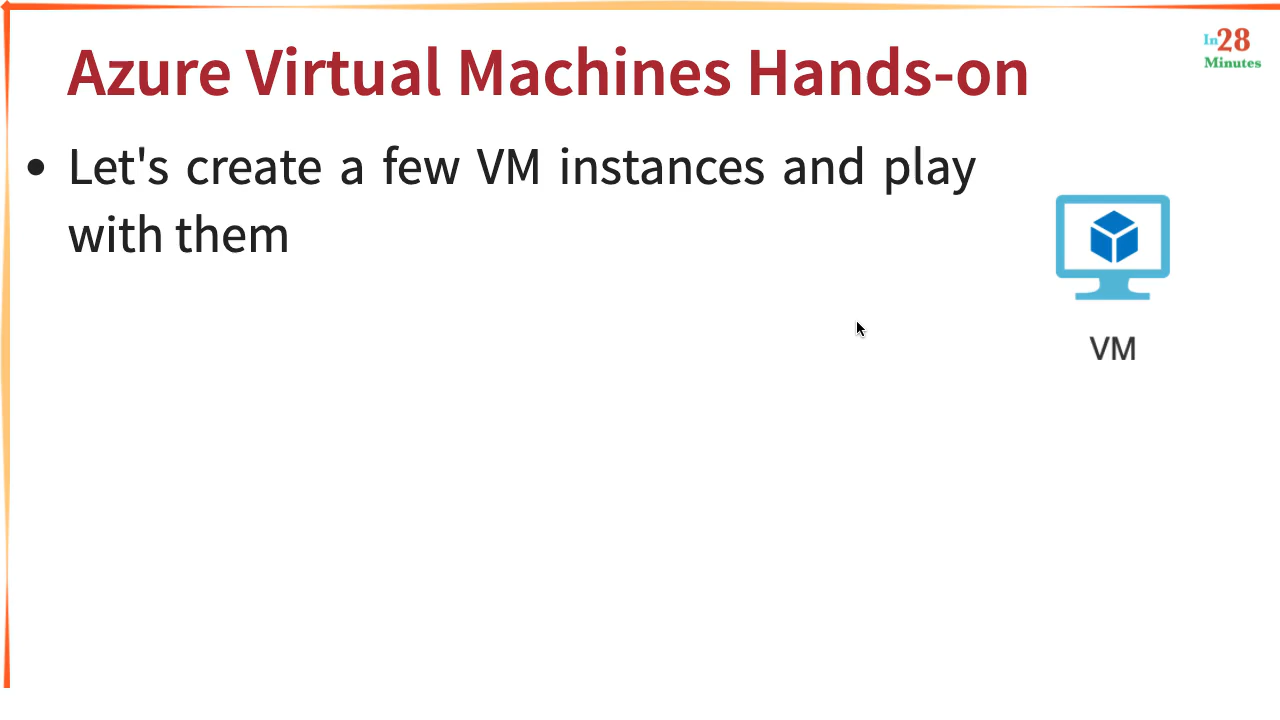 Azure Virtual Machines Hands-on
In28
Minutes
• Let's create a few VM instances and play
with them
VM